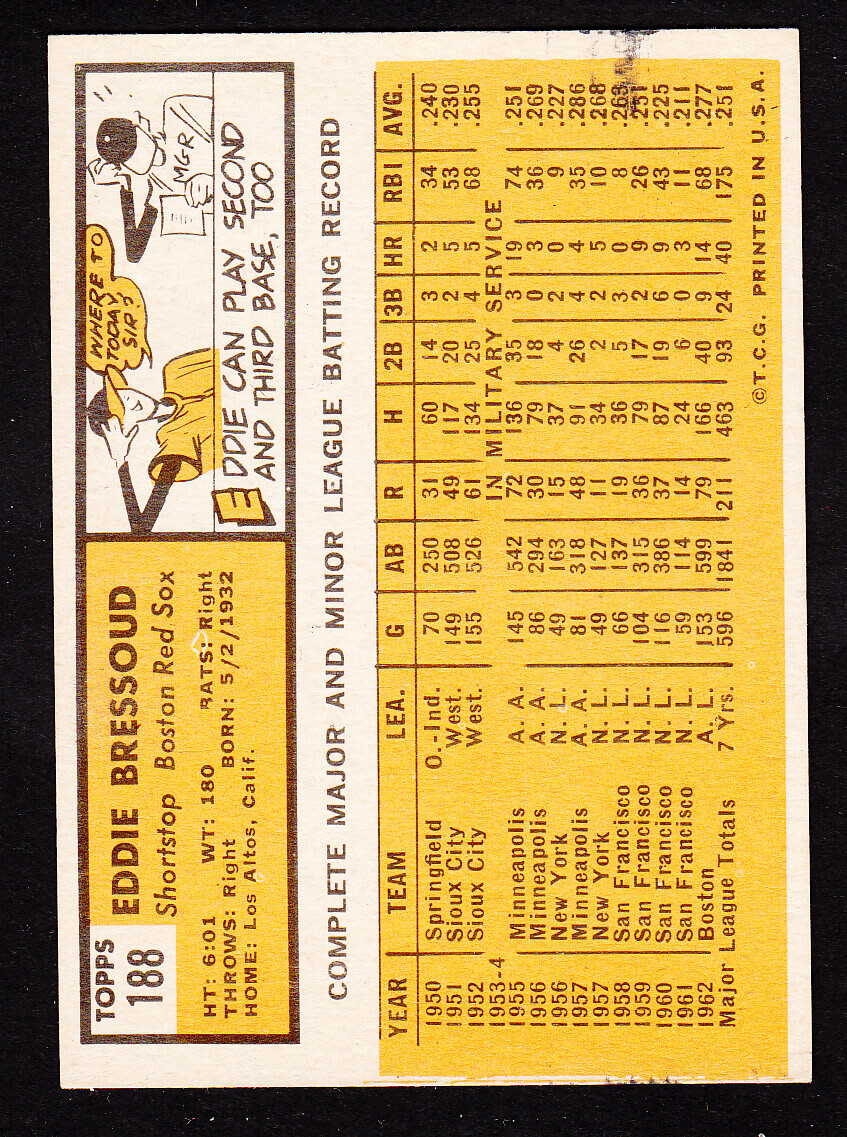 TOPPS
188
EDDIE BRESSOUD
Shortstop Boston Red Sox
HT: 6:01 WT: 180 BATS: Right
THROWS: Right BORN: 5/2/1932
HOME: Los Altos, Calif.
WHERE TO
TODAY
SIR?
MGR
EDDIE CAN PLAY SECOND
AND THIRD BASE, TOO
COMPLETE MAJOR AND MINOR LEAGUE BATTING RECORD
YEAR TEAM LEA. G AB R H 2B 3B HR RBI AVG.
1950 Springfield O.-Ind. 70 250 31 60 14 3 2 34 .240
1951 Sioux City West. 149 508 49 117 20 2 5 53 .230
1952 Sioux City West. 155 526 61 134 25 4 5 68 .255
1953-4 IN MILITARY SERVICE
1955 Minneapolis A. A. 145 542 72 136 35 3 19 74 .251
1956 Minneapolis A. A. 86 294 30 79 18 0 3 36 .269
1956 New York N. L. 49 163 15 37 4 2 0 9 .227
1957 Minneapolis A. A. 81 318 48 91 26 4 4 35 .286
1957 New York N. L. 49 127 11 34 2 2 5 10 .268
1958 San Francisco N. L. 66 137 19 36 5 3 0 8 .263
1959 San Francisco N. L. 104 315 36 79 17 2 9 26 .251
1960 San Francisco N. L. 116 386 37 87 19 6 9 43 .225
1961 San Francisco N. L. 59 114 14 24 6 0 3 11 .211
1962 Boston A. L. 153 599 79 166 40 9 14 68 .277
Major League Totals 7 Yrs. 596 1841 211 463 93 24 40 175 .251
©T.C.G. PRINTED IN U.S.A.